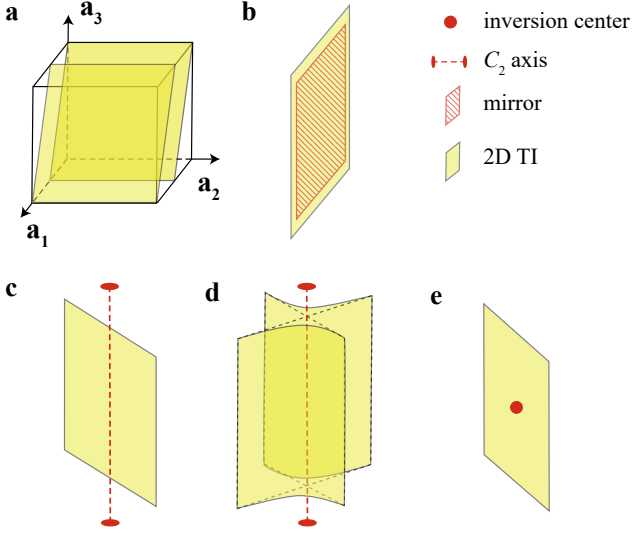 a
a₃
a₂
a₁
b
inversion center
C₂ axis
mirror
2D TI
c
d
e